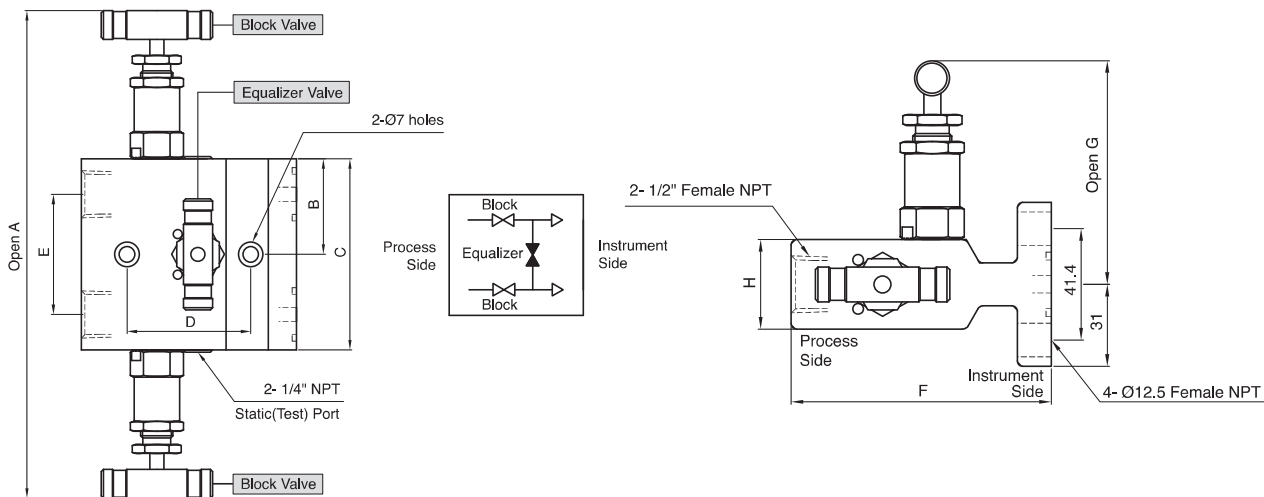 Block Valve
Equalizer Valve
2-Ø7 holes
Open A
E
B
C
D
2- 1/4" NPT
Static(Test) Port
Block Valve
Process
Side
Block
Equalizer
Block
Instrument
Side
2- 1/2" Female NPT
Open G
H
41.4
31
Process
Side
Instrument
Side
F
4- Ø12.5 Female NPT